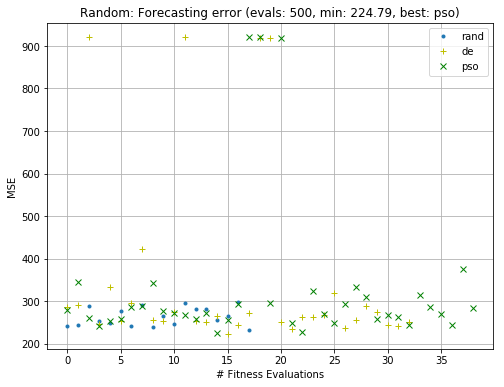 Random: Forecasting error (evals: 500, min: 224.79, best: pso)
rand
de
pso
MSE
900
800
700
600
500
400
300
200
0 5 10 15 20 25 30 35
# Fitness Evaluations